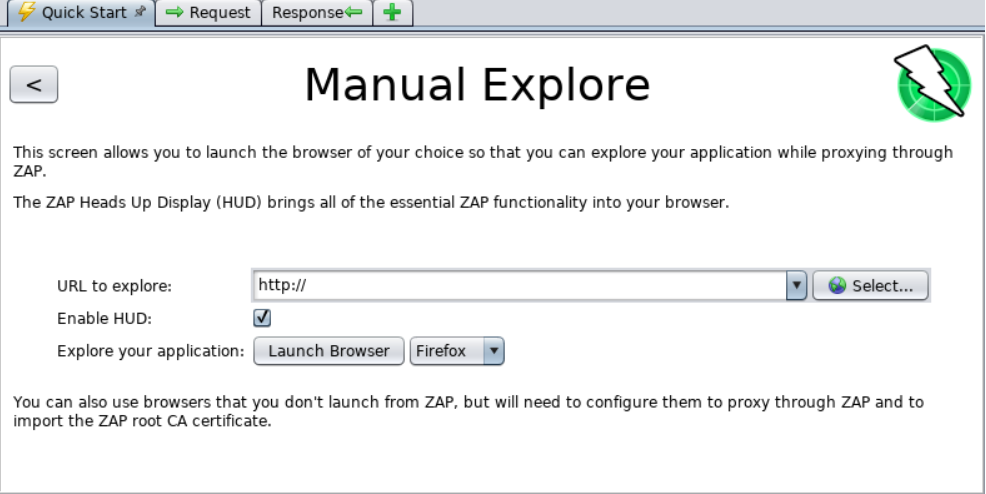 Quick Start Request Response
< Manual Explore
This screen allows you to launch the browser of your choice so that you can explore your application while proxying through
ZAP.
The ZAP Heads Up Display (HUD) brings all of the essential ZAP functionality into your browser.
URL to explore: http:// Select...
Enable HUD:
Explore your application: Launch Browser Firefox
You can also use browsers that you don't launch from ZAP, but will need to configure them to proxy through ZAP and to
import the ZAP root CA certificate.